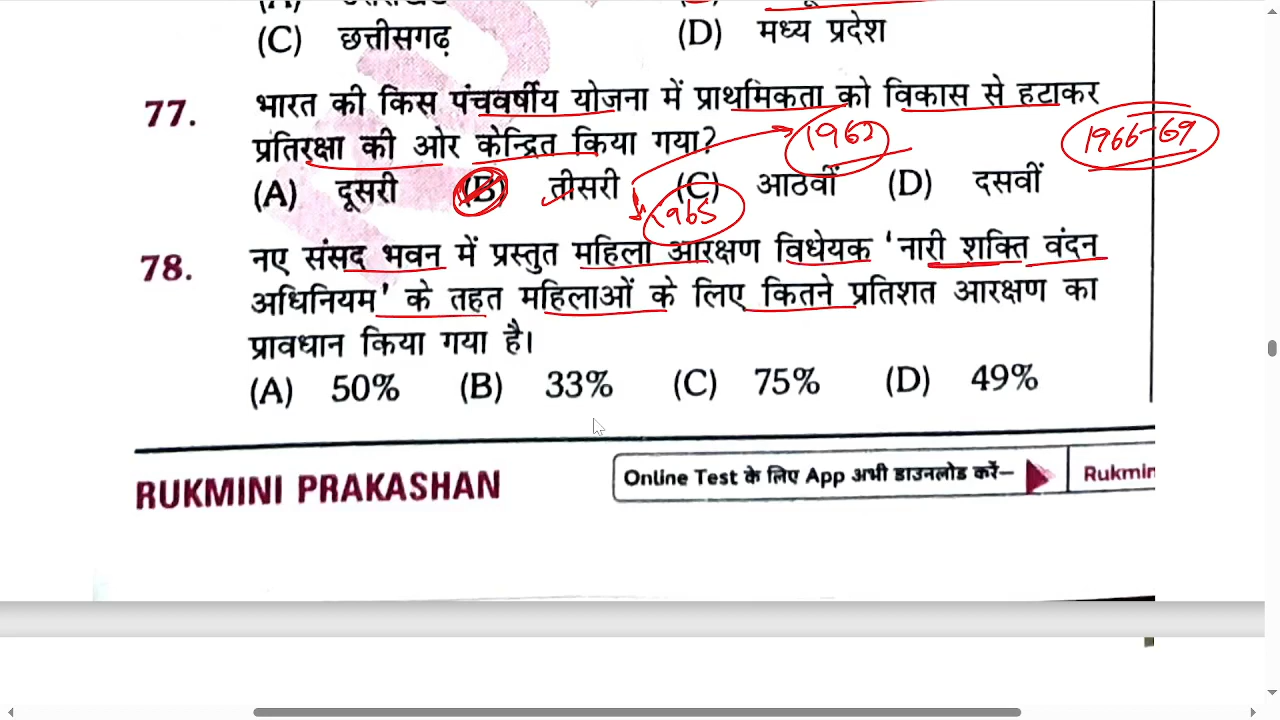 (C) छत्तीसगढ़ (D) मध्य प्रदेश
77. भारत की किस पंचवर्षीय योजना में प्राथमिकता को विकास से हटाकर
प्रतिरक्षा की ओर केन्द्रित किया गया?
1962
1966-69
(A) दूसरी (B) तीसरी (C) आठवीं (D) दसवीं
1965
78. नए संसद भवन में प्रस्तुत महिला आरक्षण विधेयक 'नारी शक्ति वंदन
अधिनियम' के तहत महिलाओं के लिए कितने प्रतिशत आरक्षण का
प्रावधान किया गया है।
(A) 50% (B) 33% (C) 75% (D) 49%
RUKMINI PRAKASHAN
Online Test के लिए App अभी डाउनलोड करें–